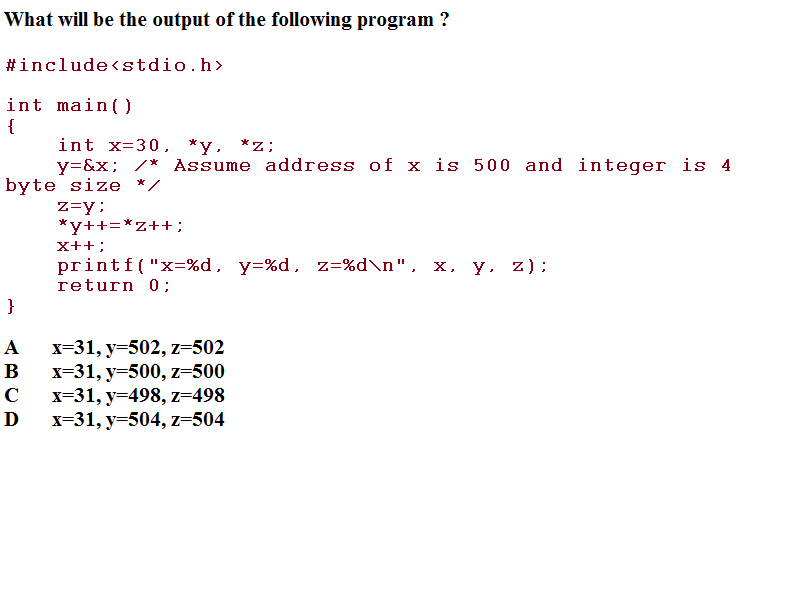 What will be the output of the following program ?
#include<stdio.h>
int main()
{
int x=30, *y, *z;
y=&x; /* Assume address of x is 500 and integer is 4
byte size */
z=y;
*y++=*z++;
x++;
printf("x=%d, y=%d, z=%d\n", x, y, z);
return 0;
}
A x=31, y=502, z=502
B x=31, y=500, z=500
C x=31, y=498, z=498
D x=31, y=504, z=504